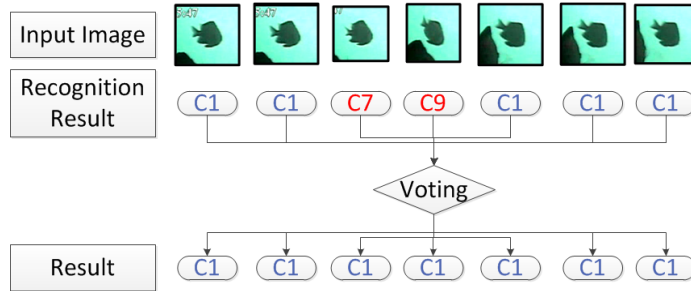 Input Image
Recognition
Result
C1 C1 C7 C9 C1 C1 C1
Voting
Result
C1 C1 C1 C1 C1 C1 C1